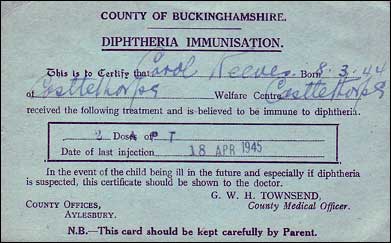 COUNTY OF BUCKINGHAMSHIRE.
DIPHTHERIA IMMUNISATION.
This is to Certify that Carol Reeves Born 8.3.44
of Castlethorpe Welfare Centre Castlethorpe
received the following treatment and is believed to be immune to diphtheria.
2 Doses P T
Date of last injection 18 APR 1945
In the event of the child being ill in the future and especially if diphtheria
is suspected, this certificate should be shown to the doctor.
G. W. H. TOWNSEND,
COUNTY OFFICES, County Medical Officer.
AYLESBURY.
N.B.—This card should be kept carefully by Parent.